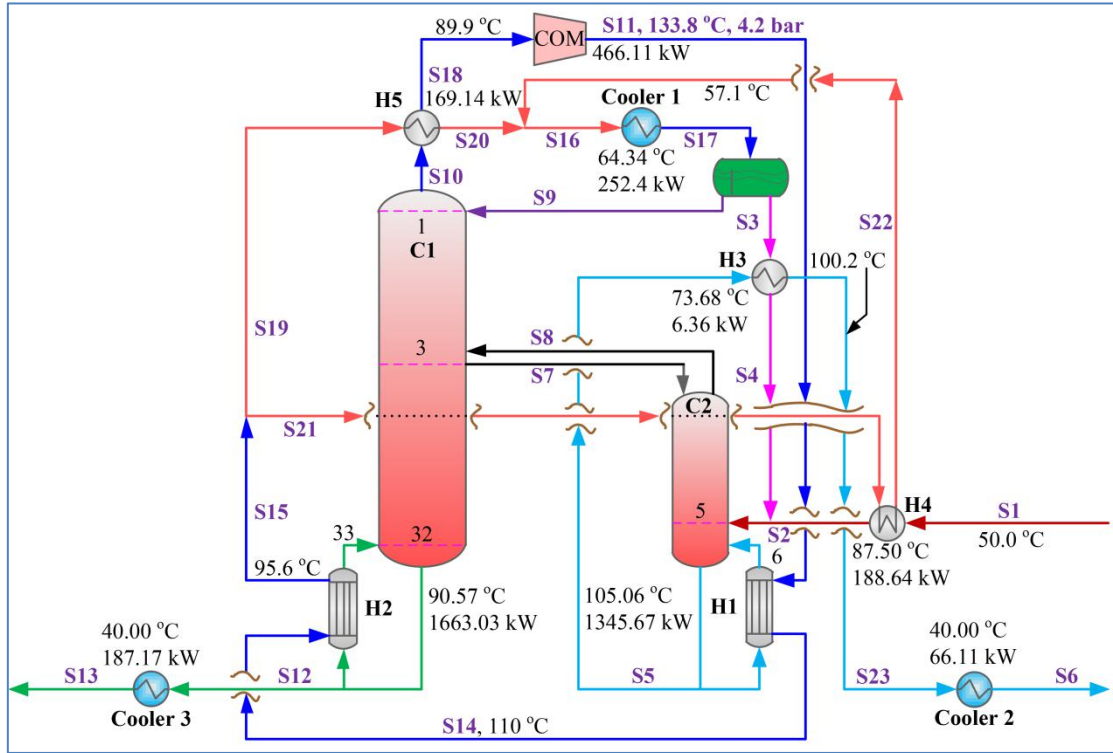 89.9 °C
COM
S11, 133.8 °C, 4.2 bar
466.11 kW
S18
169.14 kW
H5
Cooler 1
57.1 °C
S20
S16
S17
64.34 °C
252.4 kW
S10
S9
S3
S22
1
C1
H3
100.2 °C
73.68 °C
6.36 kW
S19
S8
3
S7
S4
C2
S21
S15
33
32
5
S2
6
H4
S1
50.0 °C
87.50 °C
188.64 kW
95.6 °C
H2
90.57 °C
1663.03 kW
105.06 °C
1345.67 kW
H1
40.00 °C
187.17 kW
40.00 °C
66.11 kW
S13
S12
S5
S23
S6
Cooler 3
S14, 110 °C
Cooler 2